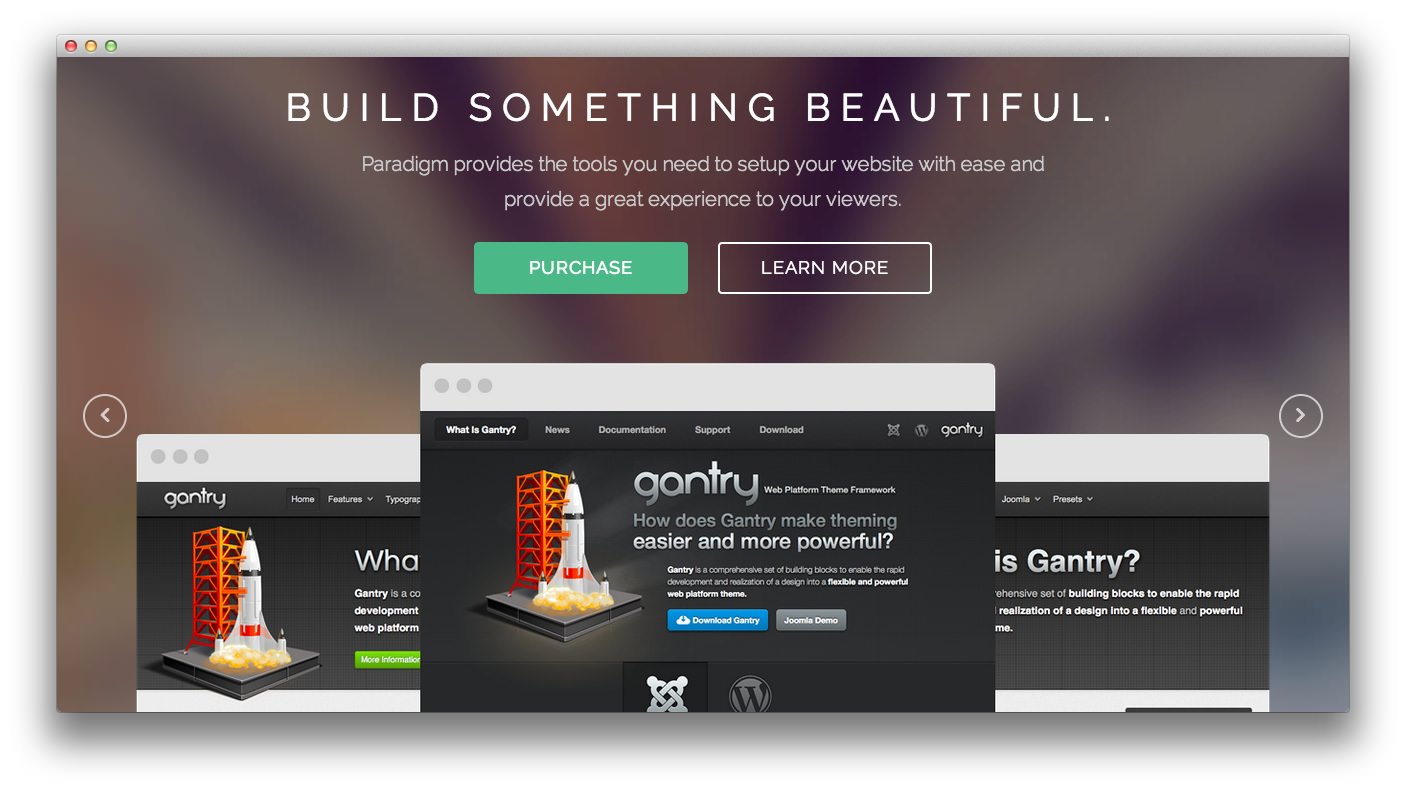 BUILD SOMETHING BEAUTIFUL.
Paradigm provides the tools you need to setup your website with ease and
provide a great experience to your viewers.
PURCHASE
LEARN MORE
What Is Gantry?
News
Documentation
Support
Download
gantry
gantry Web Platform Theme Framework
How does Gantry make theming
easier and more powerful?
Gantry is a comprehensive set of building blocks to enable the rapid
development and realization of a design into a flexible and powerful
web platform theme.
Download Gantry
Joomla Demo
gantry
Home
Features
Typogra
Wha
Gantry is a co
development
web platform
More Information
Joomla
Presets
is Gantry?
ehensive set of building blocks to enable the rapid
realization of a design into a flexible and powerful
me.